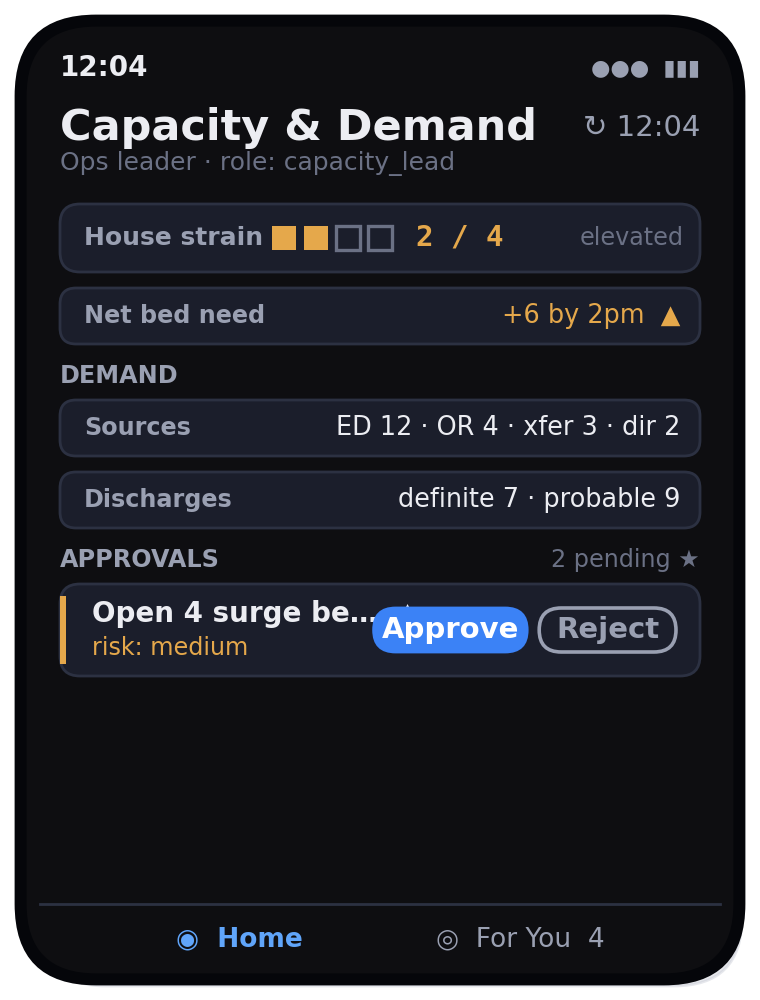 12:04
Capacity & Demand ↻ 12:04
Ops leader · role: capacity_lead
House strain 2 / 4 elevated
Net bed need +6 by 2pm ▲
DEMAND
Sources ED 12 · OR 4 · xfer 3 · dir 2
Discharges definite 7 · probable 9
APPROVALS 2 pending ★
Open 4 surge be…
risk: medium
Approve Reject
Home For You 4